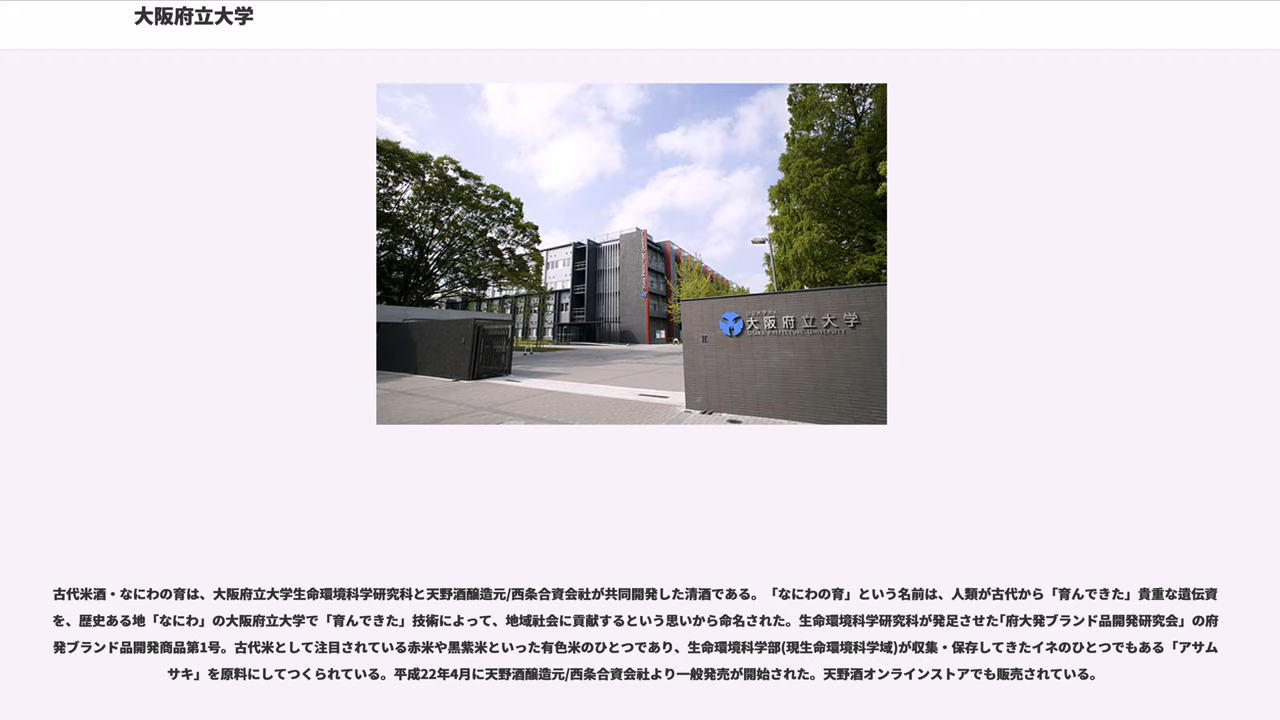 大阪府立大学
大阪府立大学
OSAKA PREFECTURE UNIVERSITY
古代米酒・なにわの育は、大阪府立大学生命環境科学研究科と天野酒醸造元/西条合資会社が共同開発した清酒である。「なにわの育」という名前は、人類が古代から「育んできた」貴重な遺伝資
を、歴史ある地「なにわ」の大阪府立大学で「育んできた」技術によって、地域社会に貢献するという思いから命名された。生命環境科学研究科が発足させた「府大発ブランド品開発研究会」の府
発ブランド品開発商品第1号。古代米として注目されている赤米や黒紫米といった有色米のひとつであり、生命環境科学部(現生命環境科学域)が収集・保存してきたイネのひとつでもある「アサム
サキ」を原料にしてつくられている。平成22年4月に天野酒醸造元/西条合資会社より一般発売が開始された。天野酒オンラインストアでも販売されている。